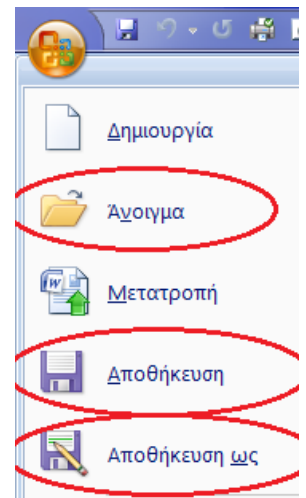 Δημιουργία
Άνοιγμα
Μετατροπή
Αποθήκευση
Αποθήκευση ως